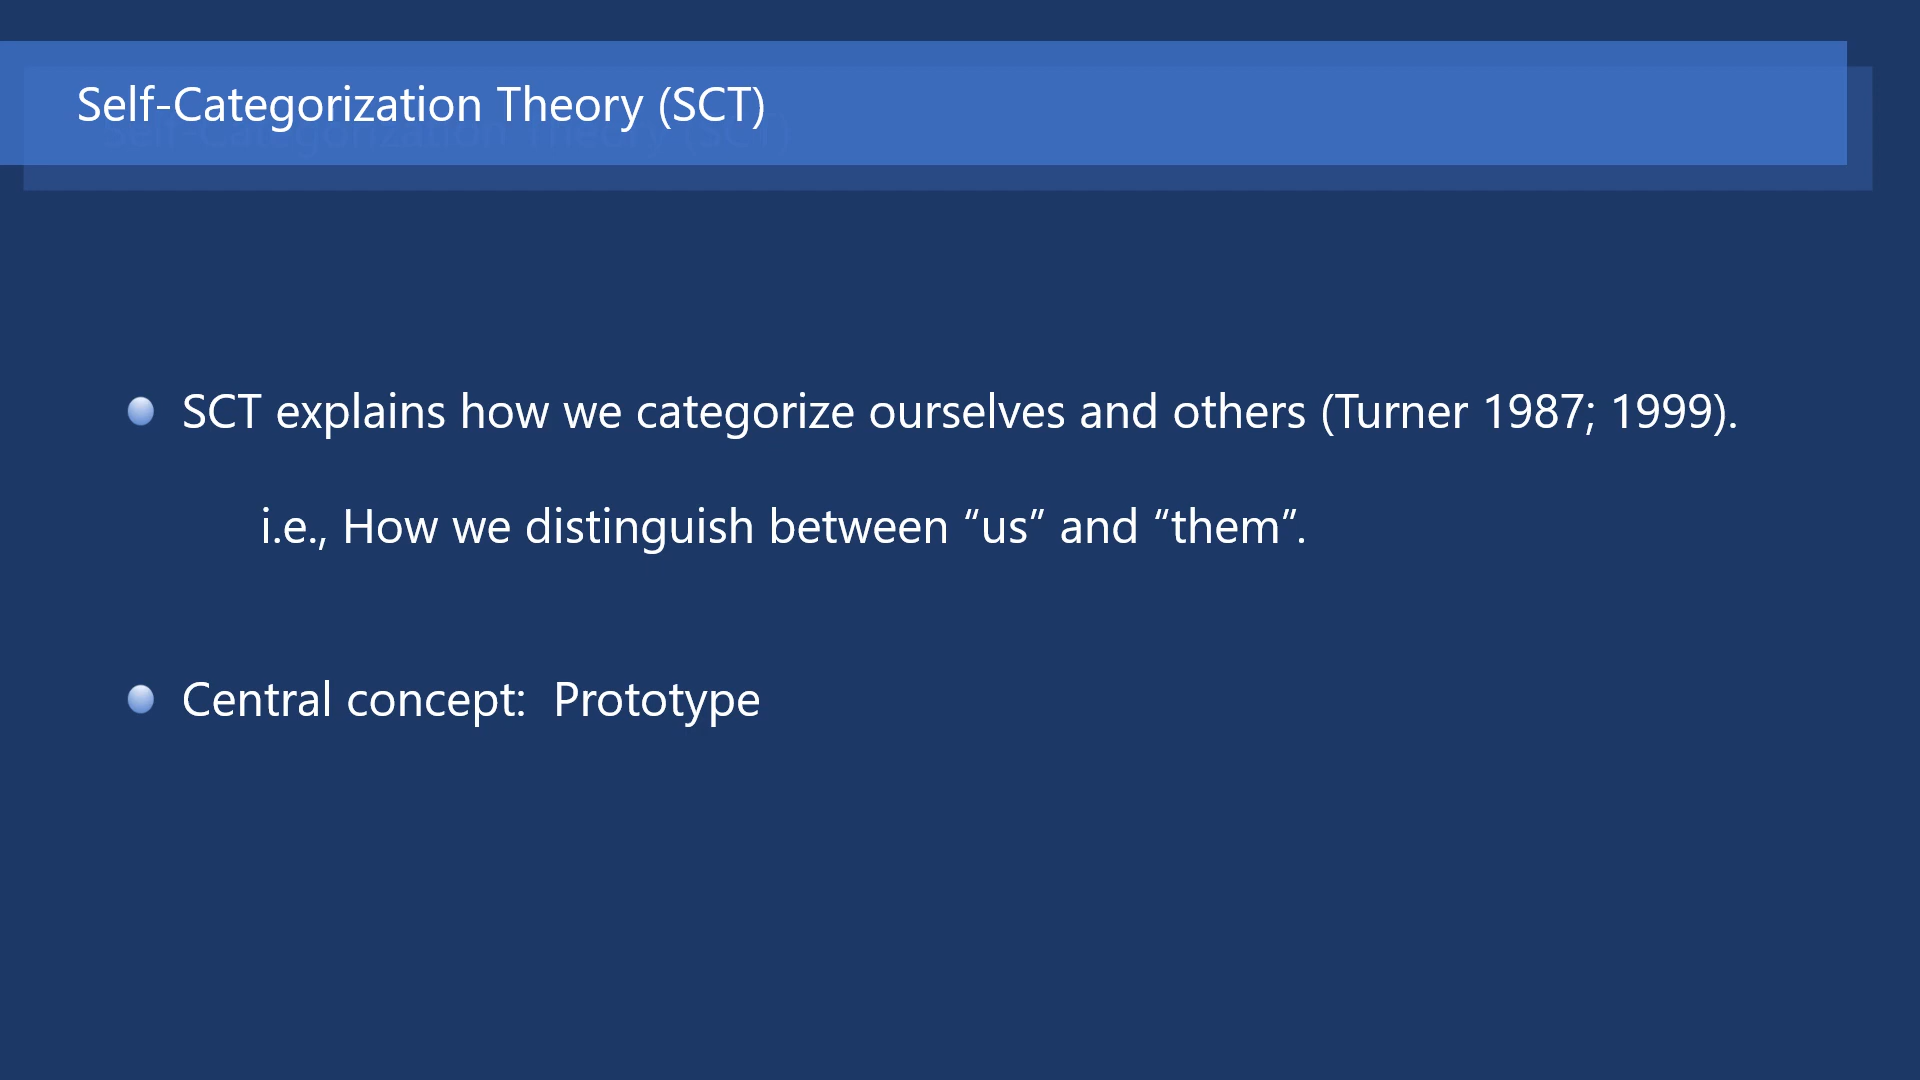 Self-Categorization Theory (SCT)
SCT explains how we categorize ourselves and others (Turner 1987; 1999).
i.e., How we distinguish between “us” and “them”.
Central concept:  Prototype